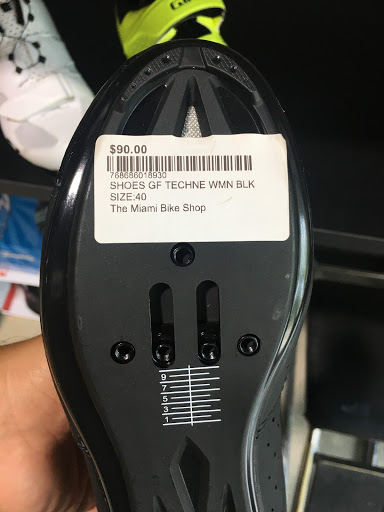 $90.00
768686018930
SHOES GF TECHNE WMN BLK
SIZE:40
The Miami Bike Shop
9
7
5
3
1